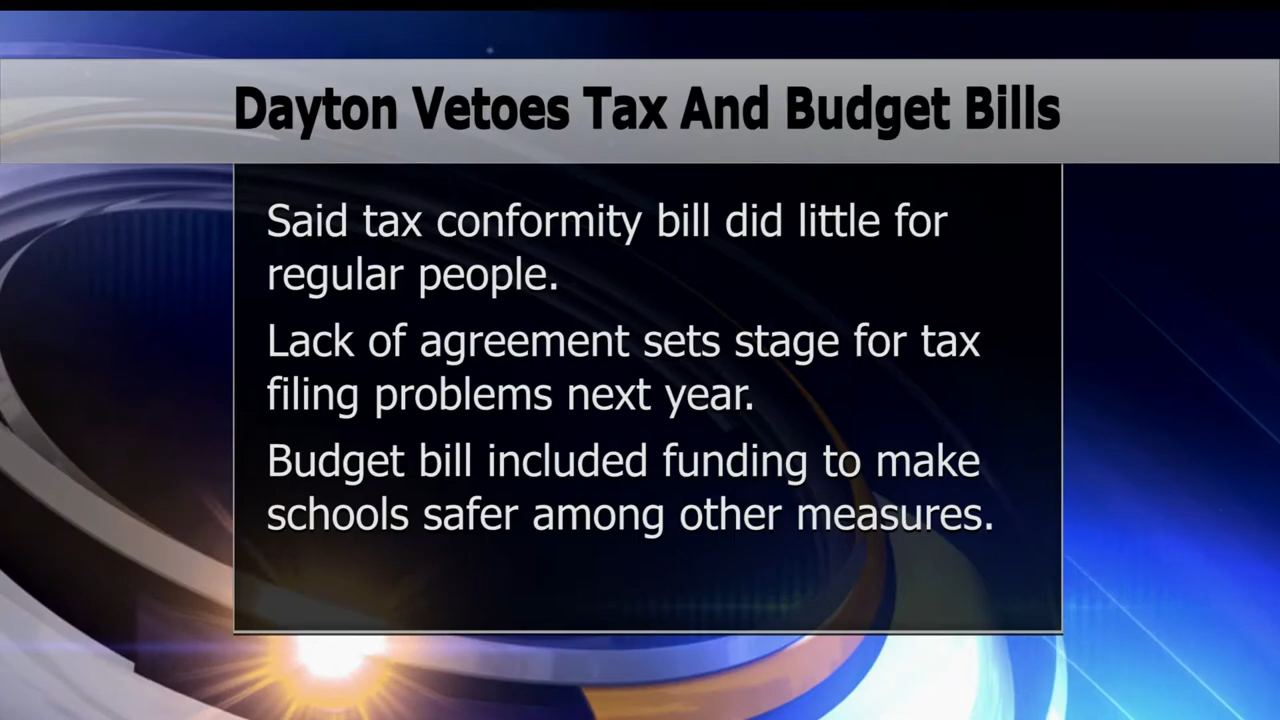 Dayton Vetoes Tax And Budget Bills
Said tax conformity bill did little for
regular people.
Lack of agreement sets stage for tax
filing problems next year.
Budget bill included funding to make
schools safer among other measures.